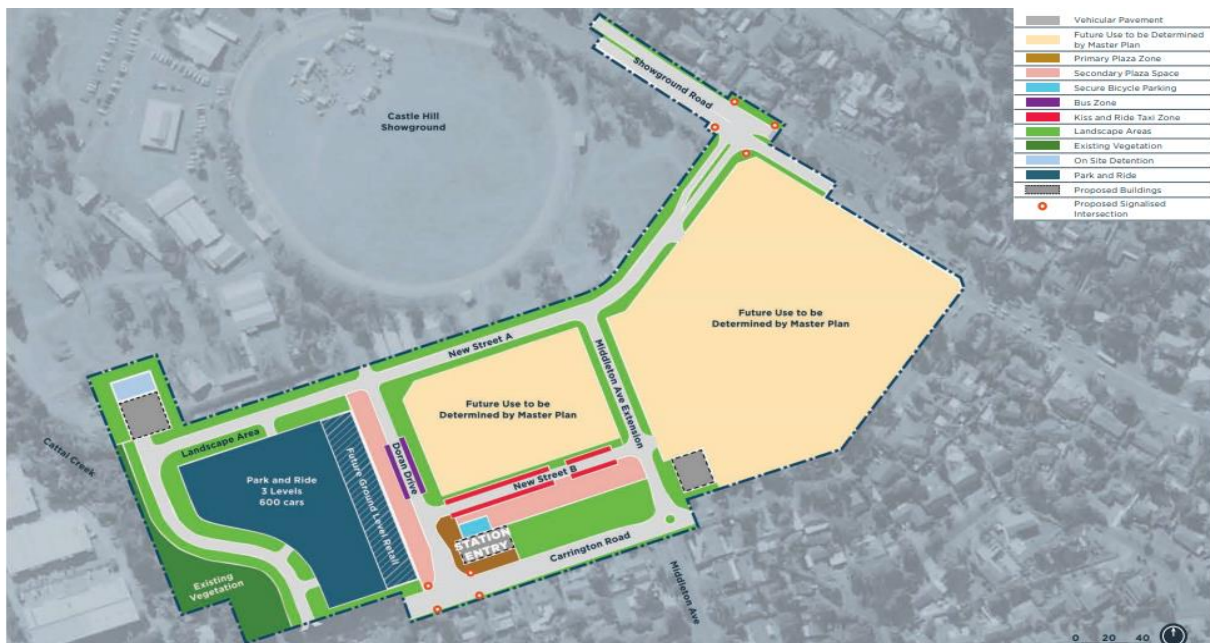 Vehicular Pavement
Future Use to be Determined
by Master Plan
Primary Plaza Zone
Secondary Plaza Space
Secure Bicycle Parking
Bus Zone
Kiss and Ride Taxi Zone
Landscape Areas
Existing Vegetation
On Site Detention
Park and Ride
Proposed Buildings
Proposed Signalised
Intersection
Showground Road
Castle Hill
Showground
Future Use to be
Determined by Master Plan
New Street A
Middleton Ave Extension
Future Use to be
Determined by Master Plan
Cattai Creek
Landscape Area
Doran Drive
Park and Ride
3 Levels
600 cars
Future Ground Level Retail
New Street B
STATION
ENTRY
Carrington Road
Existing
Vegetation
Middleton Ave
0 20 40